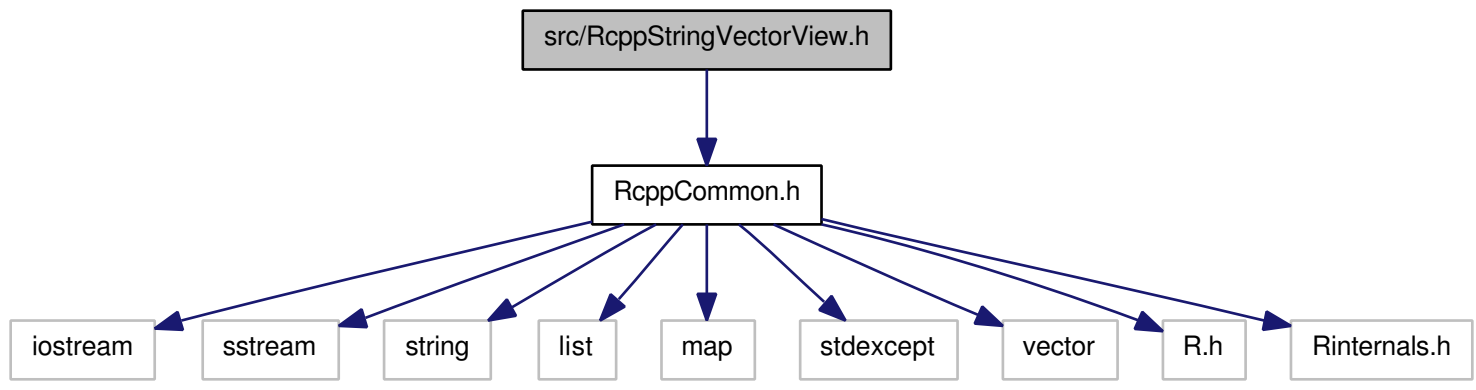 src/RcppStringVectorView.h
RcppCommon.h
iostream
sstream
string
list
map
stdexcept
vector
R.h
Rinternals.h